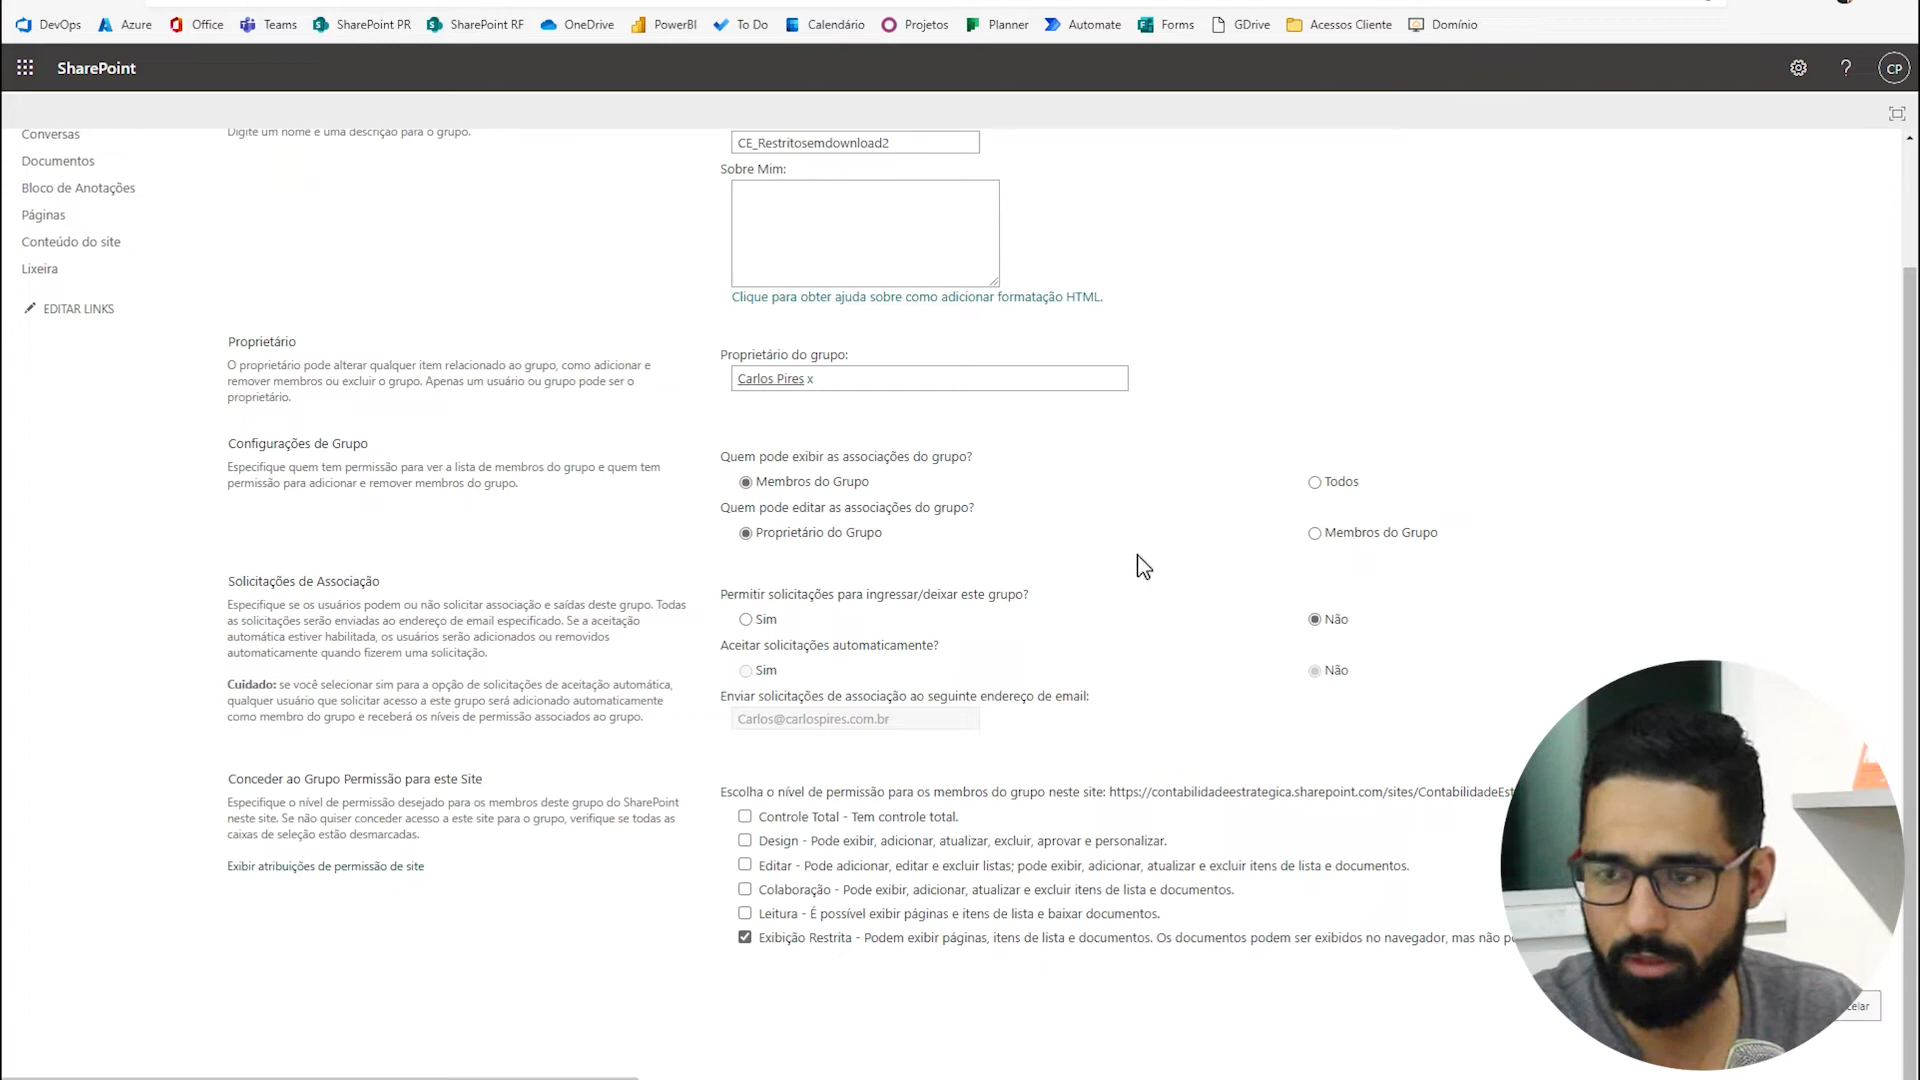 DevOps Azure Office Teams SharePoint PR SharePoint RF OneDrive PowerBI To Do Calendário Projetos Planner Automate Forms GDrive Acessos Cliente Domínio
SharePoint ? CP
Conversas
Documentos
Bloco de Anotações
Páginas
Conteúdo do site
Lixeira
EDITAR LINKS
Digite um nome e uma descrição para o grupo.
CE_Restritosemdownload2
Sobre Mim:
Clique para obter ajuda sobre como adicionar formatação HTML.
Proprietário
O proprietário pode alterar qualquer item relacionado ao grupo, como adicionar e
remover membros ou excluir o grupo. Apenas um usuário ou grupo pode ser o
proprietário.
Proprietário do grupo:
Carlos Pires x
Configurações de Grupo
Especifique quem tem permissão para ver a lista de membros do grupo e quem tem
permissão para adicionar e remover membros do grupo.
Quem pode exibir as associações do grupo?
Membros do Grupo Todos
Quem pode editar as associações do grupo?
Proprietário do Grupo Membros do Grupo
Solicitações de Associação
Especifique se os usuários podem ou não solicitar associação e saídas deste grupo. Todas
as solicitações serão enviadas ao endereço de email especificado. Se a aceitação
automática estiver habilitada, os usuários serão adicionados ou removidos
automaticamente quando fizerem uma solicitação.
Cuidado: se você selecionar sim para a opção de solicitações de aceitação automática,
qualquer usuário que solicitar acesso a este grupo será adicionado automaticamente
como membro do grupo e receberá os níveis de permissão associados ao grupo.
Permitir solicitações para ingressar/deixar este grupo?
Sim Não
Aceitar solicitações automaticamente?
Sim Não
Enviar solicitações de associação ao seguinte endereço de email:
Carlos@carlospires.com.br
Conceder ao Grupo Permissão para este Site
Especifique o nível de permissão desejado para os membros deste grupo do SharePoint
neste site. Se não quiser conceder acesso a este site para o grupo, verifique se todas as
caixas de seleção estão desmarcadas.
Exibir atribuições de permissão de site
Escolha o nível de permissão para os membros do grupo neste site: https://contabilidadeestrategica.sharepoint.com/sites/ContabilidadeEst
Controle Total - Tem controle total.
Design - Pode exibir, adicionar, atualizar, excluir, aprovar e personalizar.
Editar - Pode adicionar, editar e excluir listas; pode exibir, adicionar, atualizar e excluir itens de lista e documentos.
Colaboração - Pode exibir, adicionar, atualizar e excluir itens de lista e documentos.
Leitura - É possível exibir páginas e itens de lista e baixar documentos.
Exibição Restrita - Podem exibir páginas, itens de lista e documentos. Os documentos podem ser exibidos no navegador, mas não p
celar